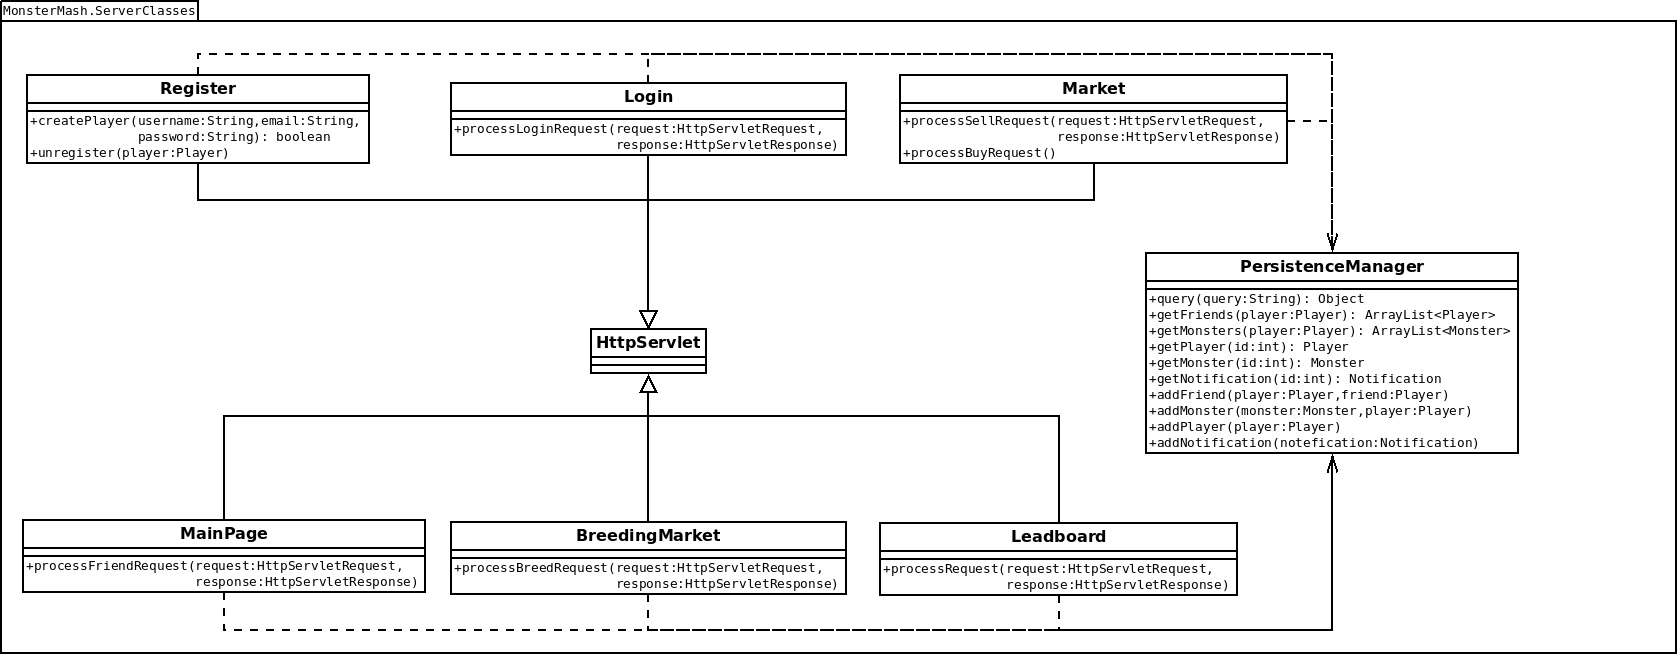 MonsterMash.ServerClasses
Register
+createPlayer(username:String,email:String,
password:String): boolean
+unregister(player:Player)
Login
+processLoginRequest(request:HttpServletRequest,
response:HttpServletResponse)
Market
+processSellRequest(request:HttpServletRequest,
response:HttpServletResponse)
+processBuyRequest()
HttpServlet
PersistenceManager
+query(query:String): Object
+getFriends(player:Player): ArrayList<Player>
+getMonsters(player:Player): ArrayList<Monster>
+getPlayer(id:int): Player
+getMonster(id:int): Monster
+getNotification(id:int): Notification
+addFriend(player:Player,friend:Player)
+addMonster(monster:Monster,player:Player)
+addPlayer(player:Player)
+addNotification(notefication:Notification)
MainPage
+processFriendRequest(request:HttpServletRequest,
response:HttpServletResponse)
BreedingMarket
+processBreedRequest(request:HttpServletRequest,
response:HttpServletResponse)
Leadboard
+processRequest(request:HttpServletRequest,
response:HttpServletResponse)